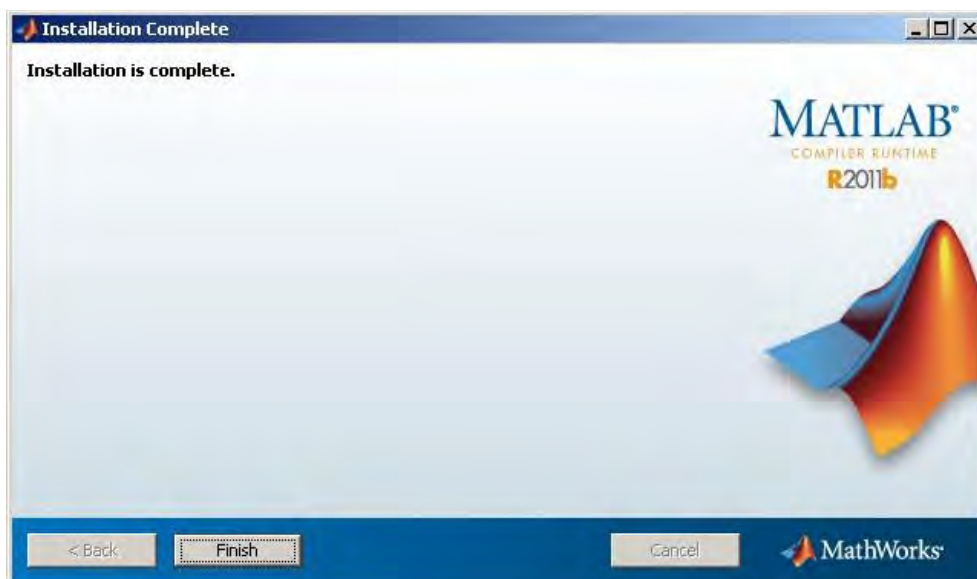 Installation Complete
Installation is complete.
MATLAB®
COMPILER RUNTIME
R2011b
< Back
Finish
Cancel
MathWorks®